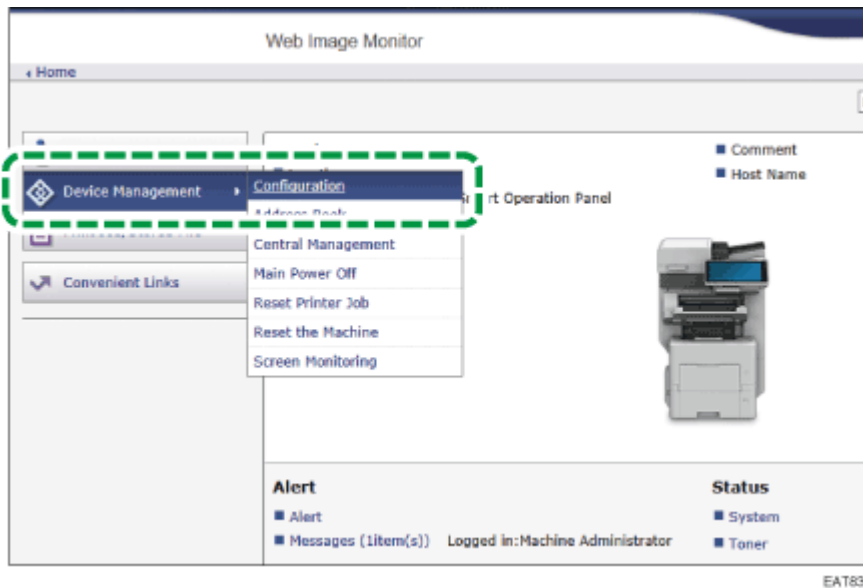 Web Image Monitor
Home
Comment
Host Name
Device Management
Configuration
rt Operation Panel
Address Book
Central Management
Convenient Links
Main Power Off
Reset Printer Job
Reset the Machine
Screen Monitoring
Alert
Status
Alert
System
Messages (1item(s)) Logged in:Machine Administrator
Toner
EAT83